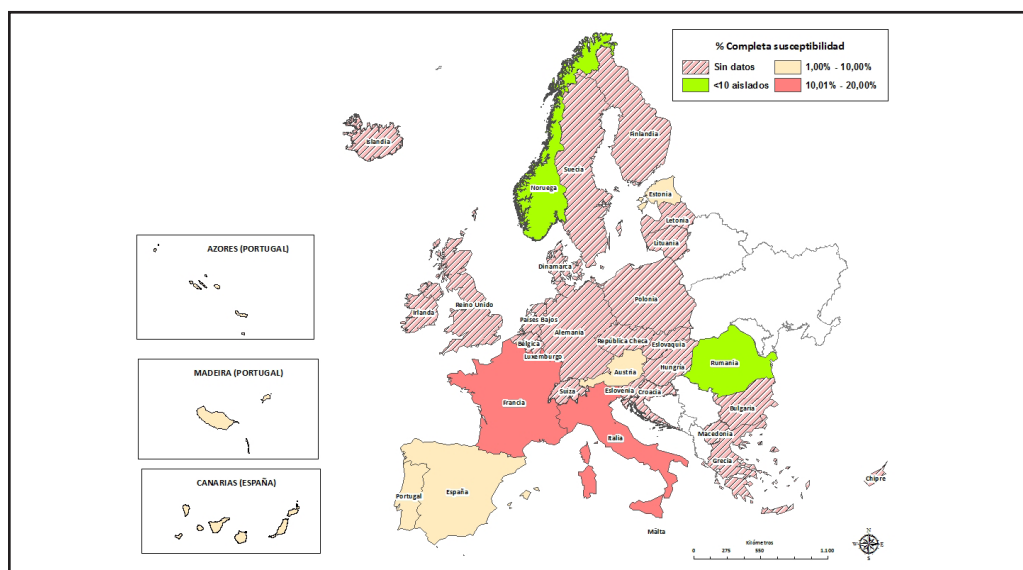 % Completa susceptibilidad
Sin datos
1,00% - 10,00%
<10 aislados
10,01% - 20,00%
Islandia
Finlandia
Suecia
Noruega
Estonia
Letonia
Lituania
Dinamarca
AZORES (PORTUGAL)
Irlanda
Reino Unido
Países Bajos
Polonia
Alemania
Bélgica
Luxemburgo
República Checa
Eslovaquia
Austria
Hungría
Rumanía
MADEIRA (PORTUGAL)
Suiza
Eslovenia
Croacia
Francia
Bulgaria
Italia
Macedonia
Grecia
Chipre
CANARIAS (ESPAÑA)
Portugal
España
Malta
Kilómetros
0 275 550 1.100
N
W E
S